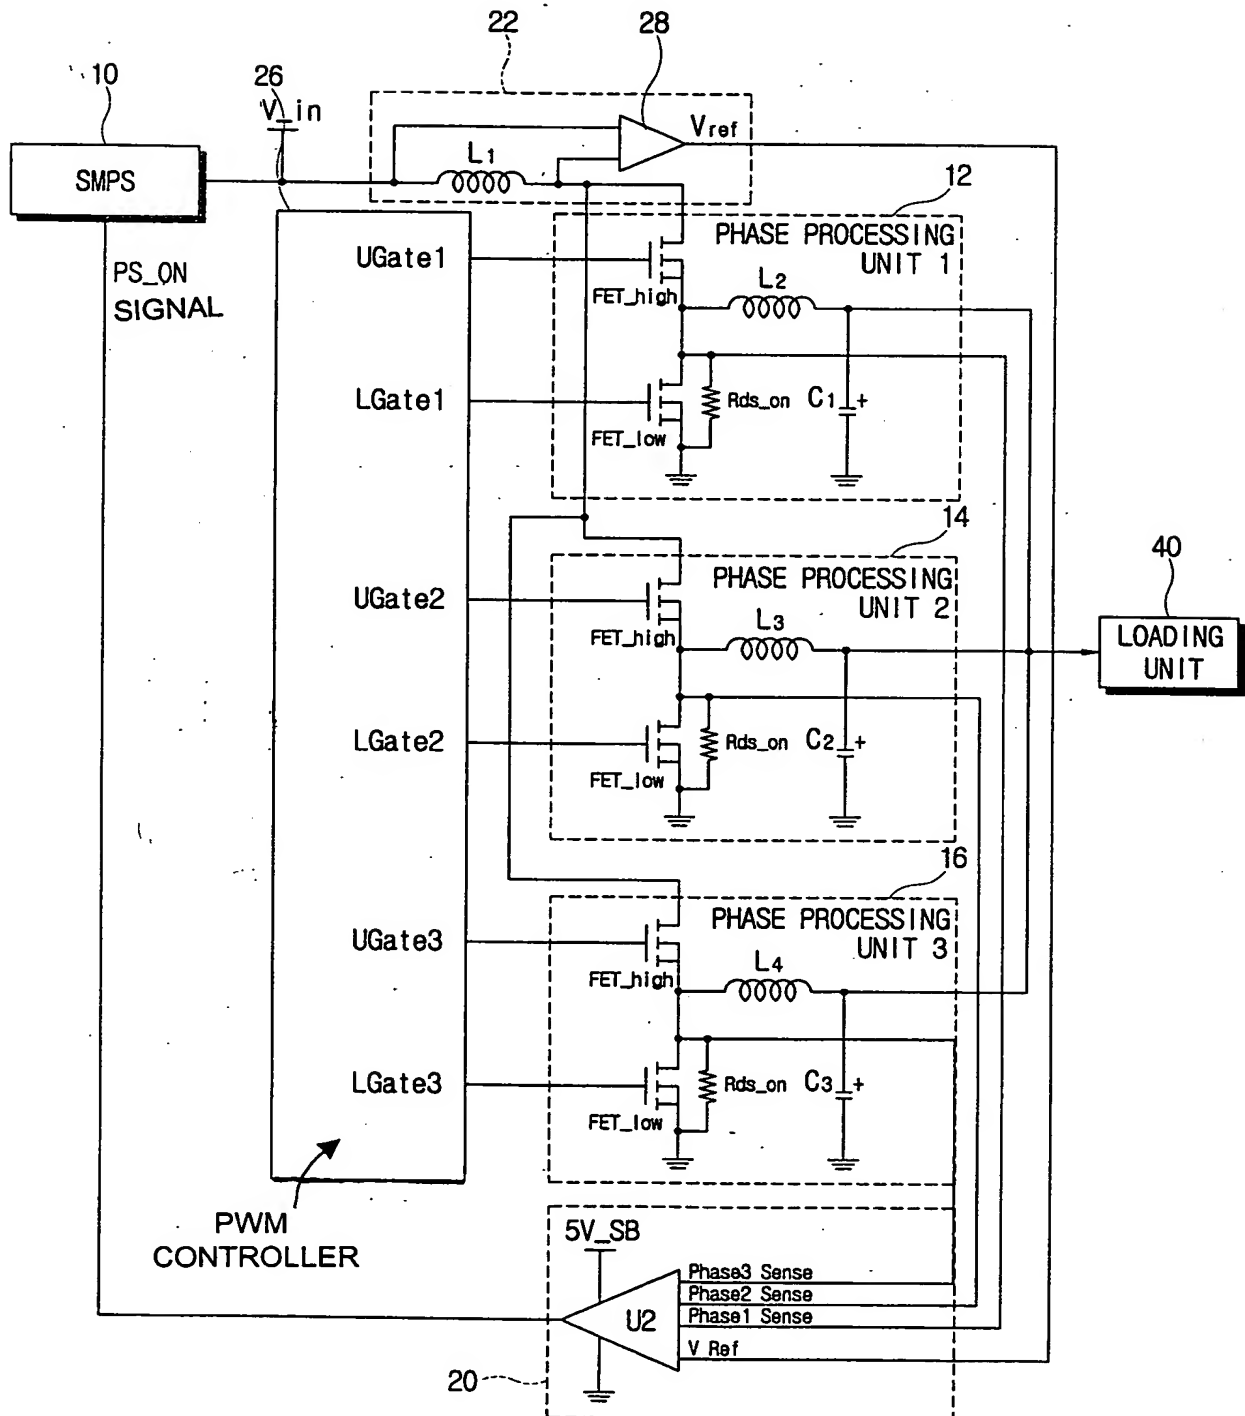 22
28
10
26
V_in
Vref
SMPS
L1
12
PHASE PROCESSING
UNIT 1
UGate1
PS_ON
SIGNAL
FET_high
L2
LGate1
Rds_on
C1
+
FET_low
14
40
PHASE PROCESSING
UNIT 2
UGate2
FET_high
L3
LOADING
UNIT
LGate2
Rds_on
C2
+
FET_low
16
PHASE PROCESSING
UNIT 3
UGate3
FET_high
L4
LGate3
Rds_on
C3
+
FET_low
PWM
CONTROLLER
5V_SB
Phase3 Sense
Phase2 Sense
Phase1 Sense
U2
V Ref
20